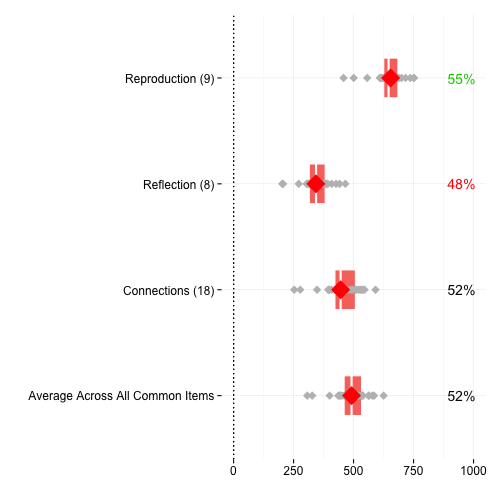 Reproduction (9) 55%
Reflection (8) 48%
Connections (18) 52%
Average Across All Common Items 52%
0 250 500 750 1000